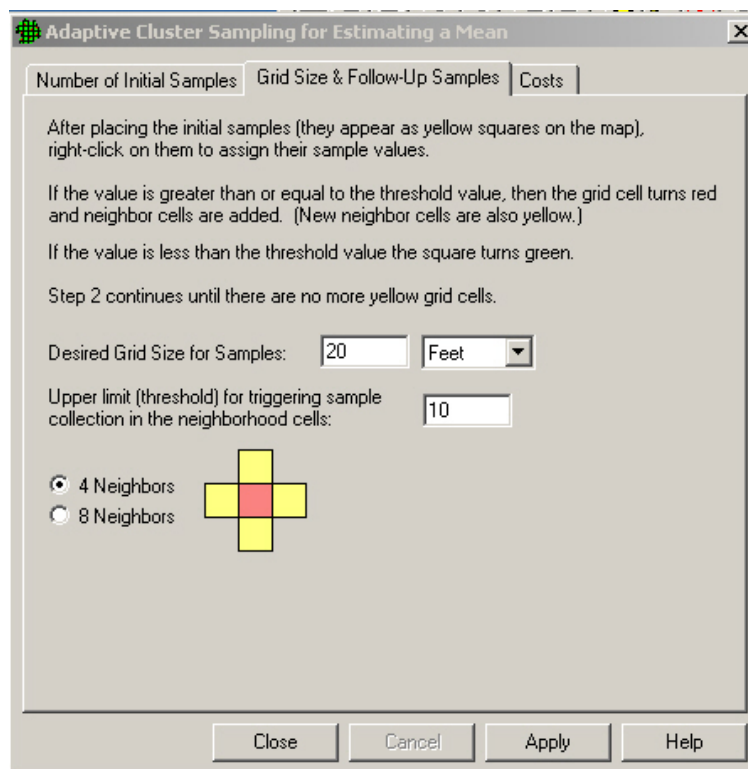 Adaptive Cluster Sampling for Estimating a Mean
Number of Initial Samples Grid Size & Follow-Up Samples Costs
After placing the initial samples (they appear as yellow squares on the map),
right-click on them to assign their sample values.
If the value is greater than or equal to the threshold value, then the grid cell turns red
and neighbor cells are added. (New neighbor cells are also yellow.)
If the value is less than the threshold value the square turns green.
Step 2 continues until there are no more yellow grid cells.
Desired Grid Size for Samples: 20 Feet
Upper limit (threshold) for triggering sample
collection in the neighborhood cells: 10
4 Neighbors
8 Neighbors
Close Cancel Apply Help